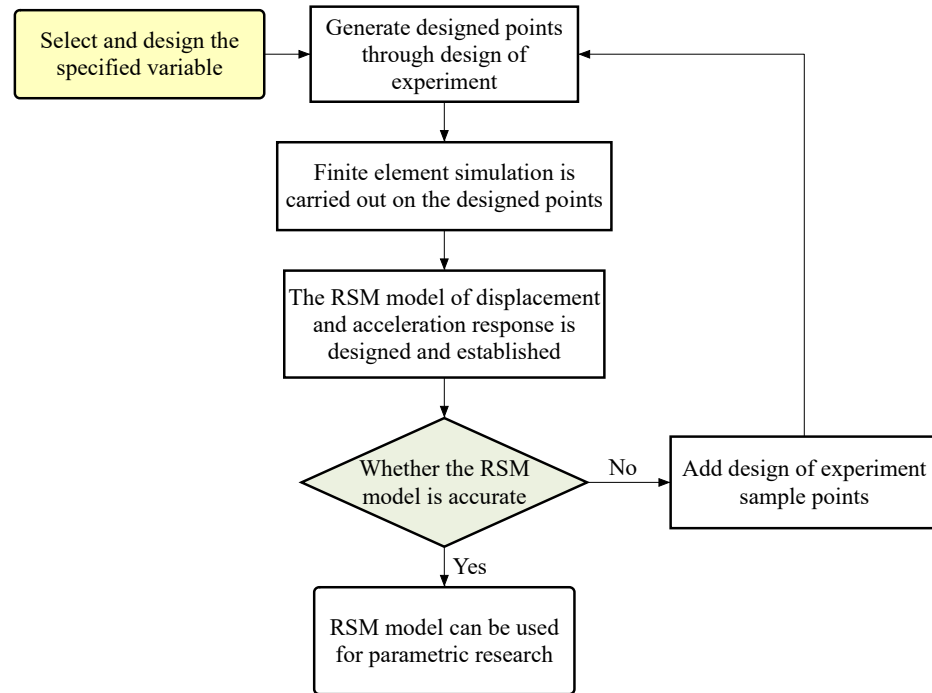 Select and design the
specified variable
Generate designed points
through design of
experiment
Finite element simulation is
carried out on the designed points
The RSM model of displacement
and acceleration response is
designed and established
Whether the RSM
model is accurate
No
Add design of experiment
sample points
Yes
RSM model can be used
for parametric research